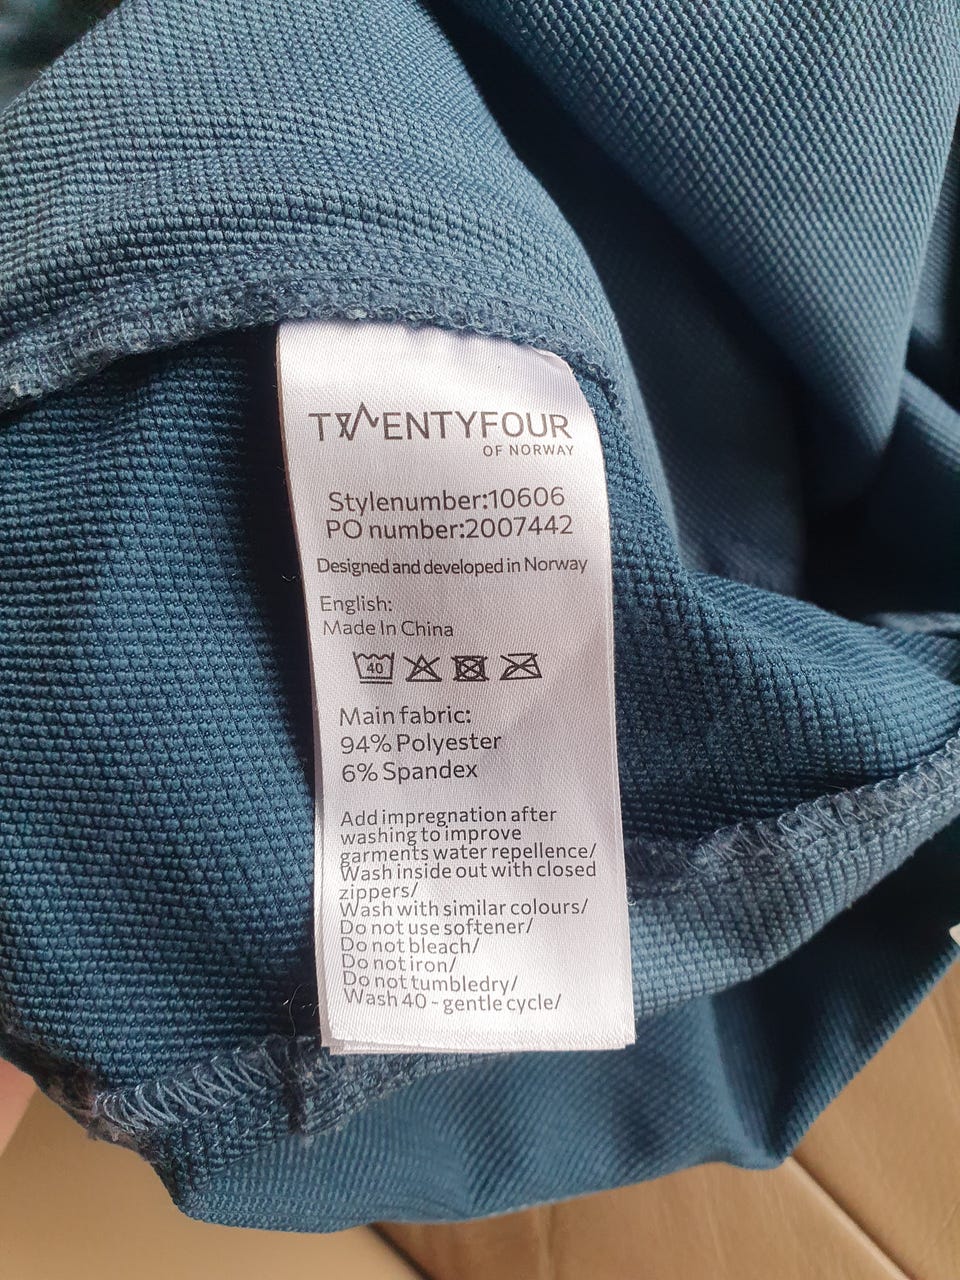 TWENTYFOUR
OF NORWAY
Stylenumber:10606
PO number:2007442
Designed and developed in Norway
English:
Made In China
40
Main fabric:
94% Polyester
6% Spandex
Add impregnation after
washing to improve
garments water repellence/
Wash inside out with closed
zippers/
Wash with similar colours/
Do not use softener/
Do not bleach/
Do not iron/
Do not tumbledry/
Wash 40 - gentle cycle/